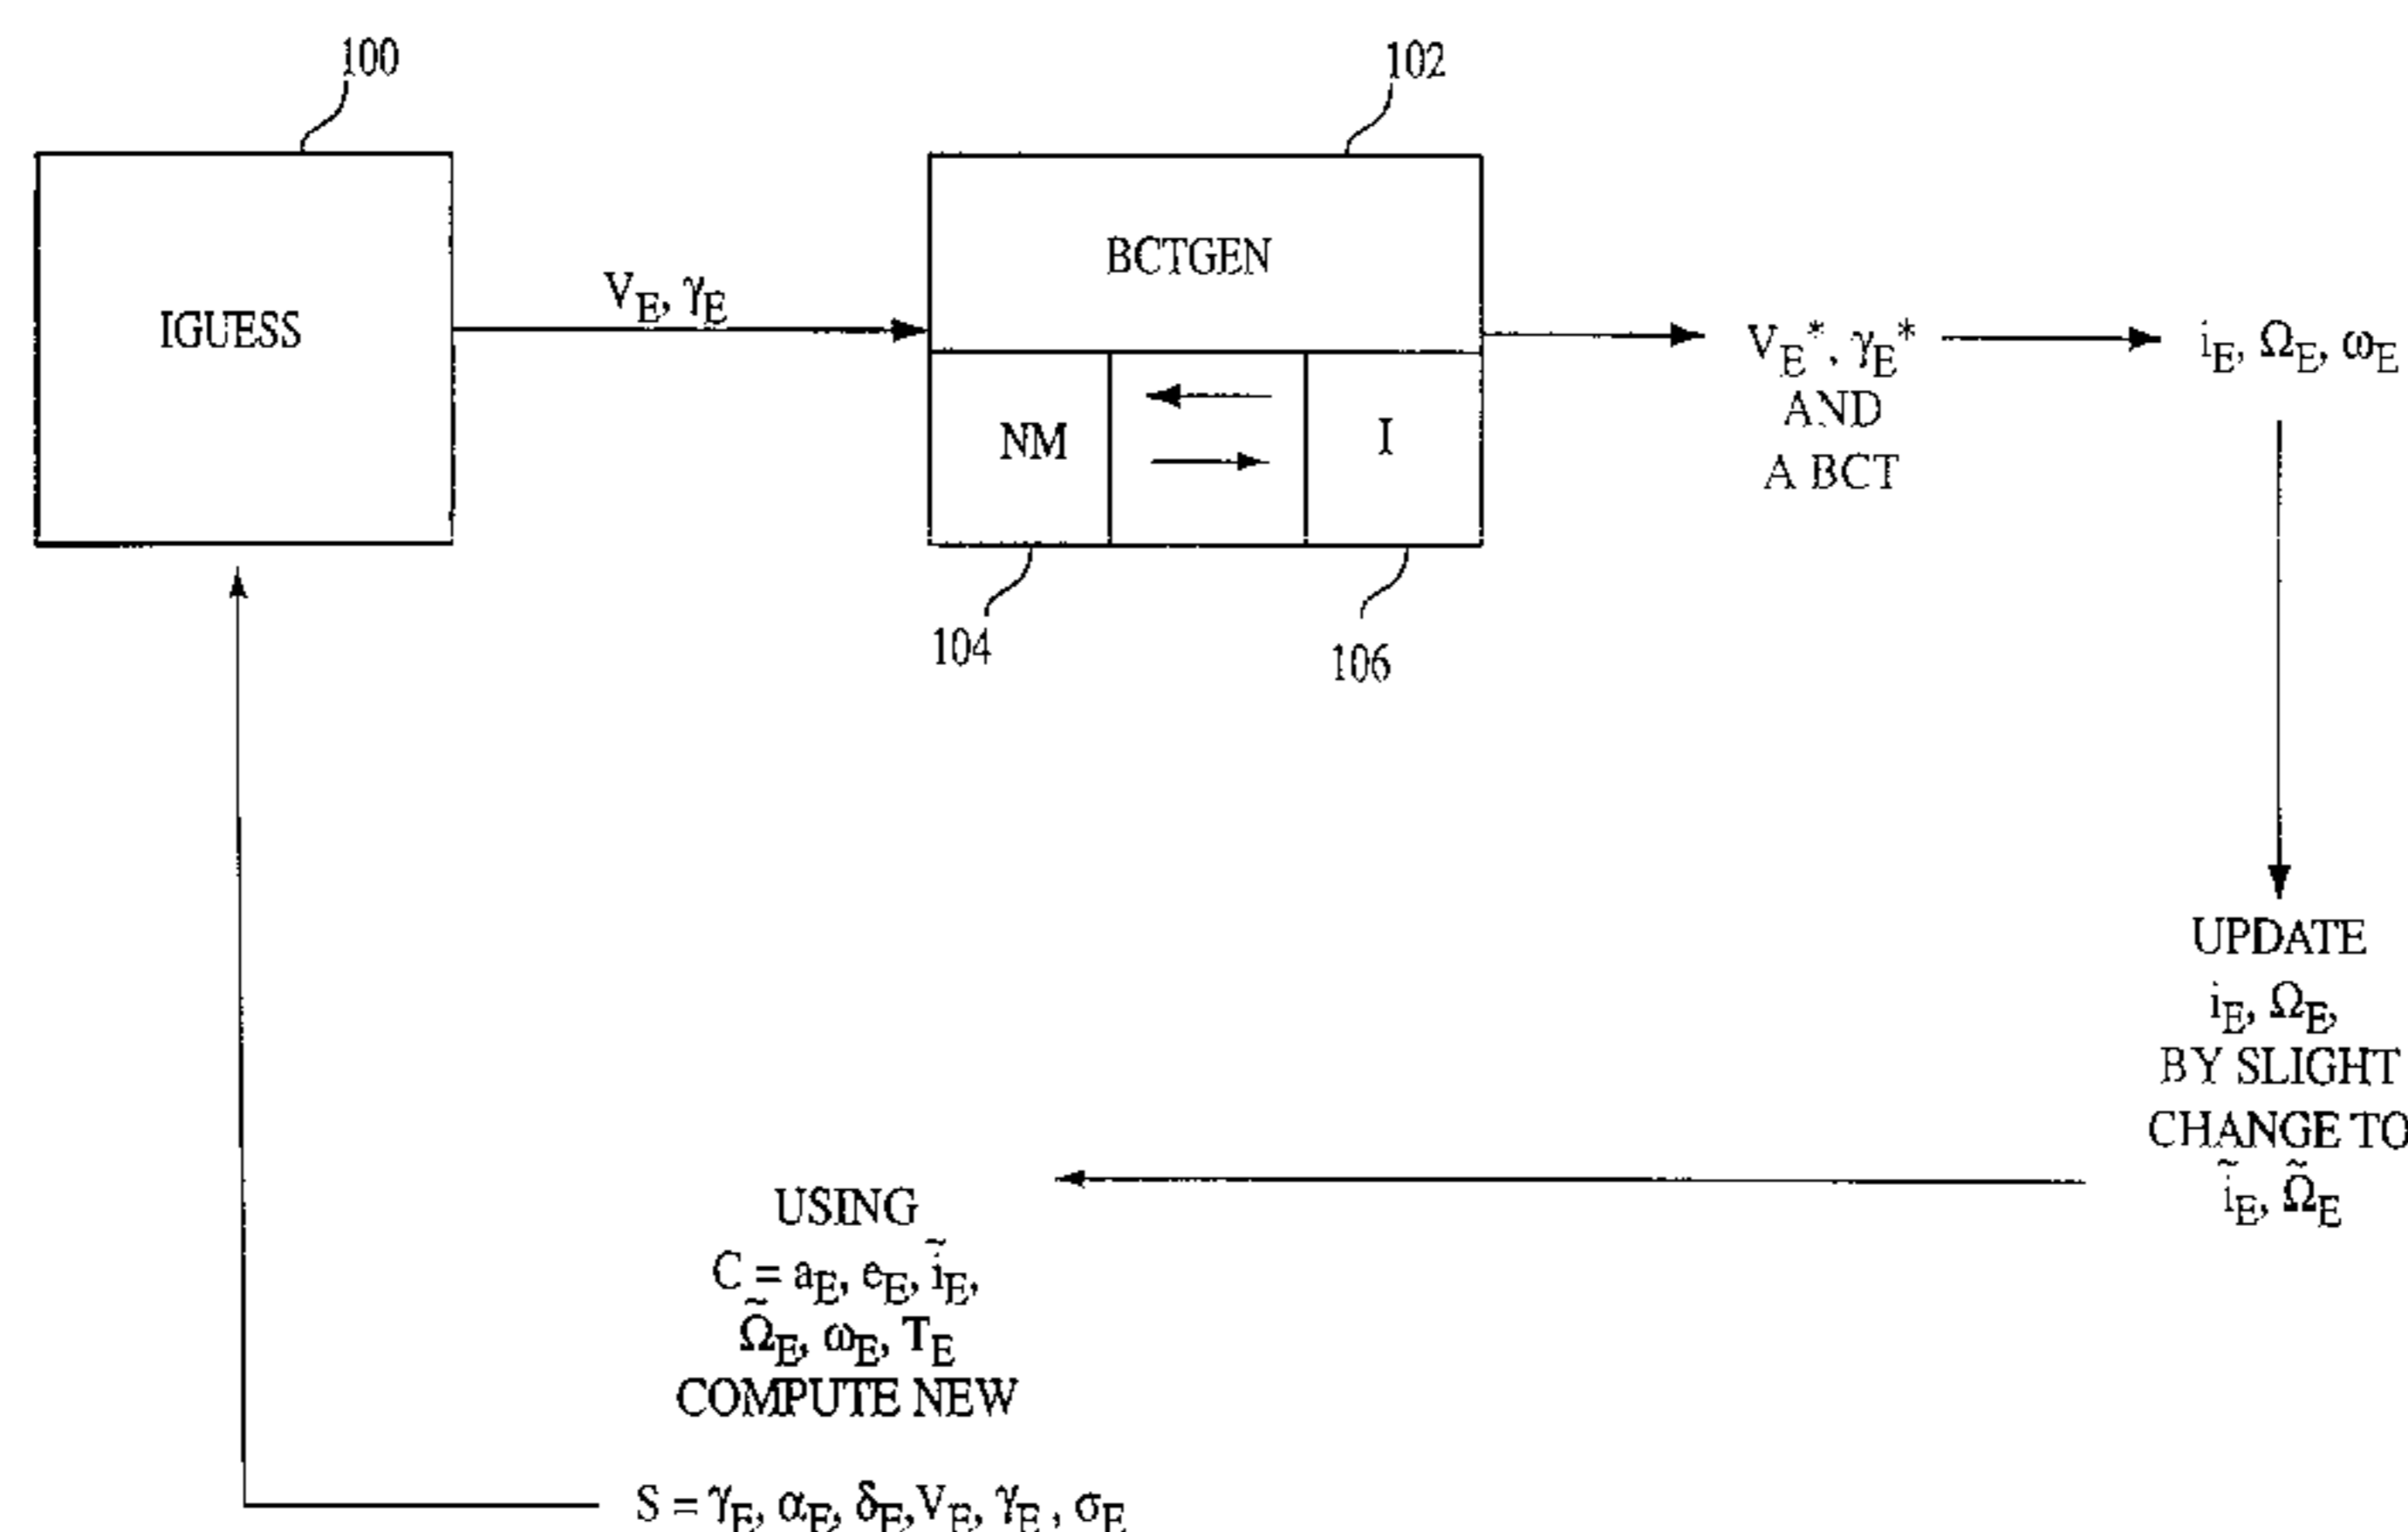 100
102
IGUESS
V_E, γ_E
BCTGEN
NM
I
104
106
V_E*, γ_E*
AND
A BCT
i_E, Ω_E, ω_E
UPDATE
i_E, Ω_E,
BY SLIGHT
CHANGE TO
ĩ_E, Ω̃_E
USING
C = a_E, e_E, ĩ_E,
Ω̃_E, ω_E, T_E
COMPUTE NEW
S = γ_E, α_E, δ_E, V_E, γ_E, σ_E